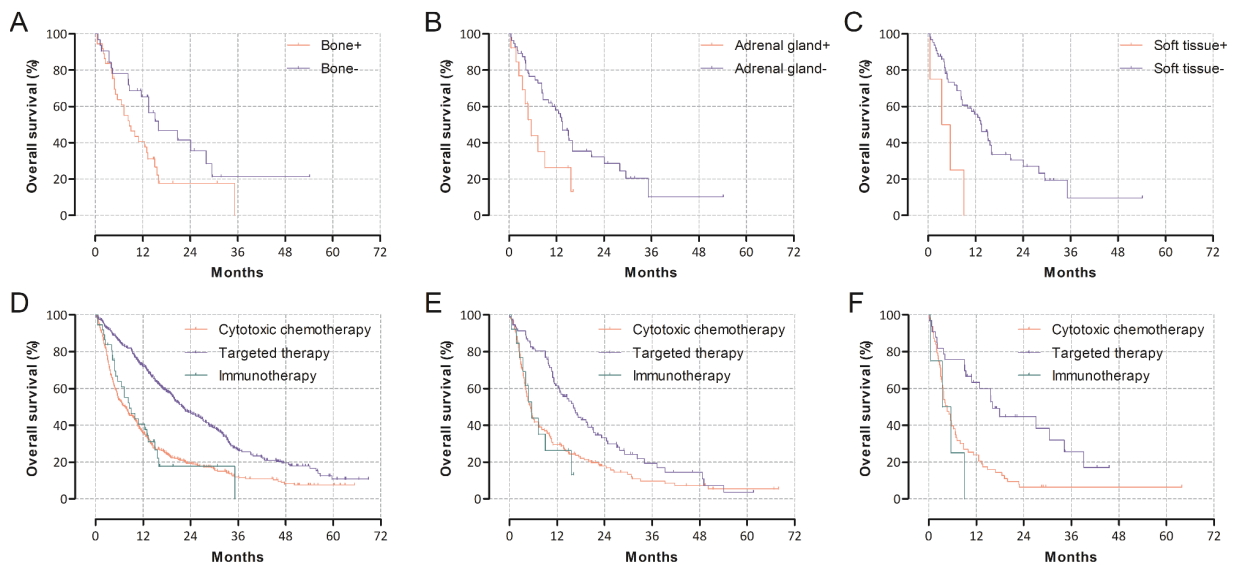 A
Overall survival (%)
100
80
60
40
20
0
0 12 24 36 48 60 72
Months
Bone+
Bone-
B
Overall survival (%)
100
80
60
40
20
0
0 12 24 36 48 60 72
Months
Adrenal gland+
Adrenal gland-
C
Overall survival (%)
100
80
60
40
20
0
0 12 24 36 48 60 72
Months
Soft tissue+
Soft tissue-
D
Overall survival (%)
100
80
60
40
20
0
0 12 24 36 48 60 72
Months
Cytotoxic chemotherapy
Targeted therapy
Immunotherapy
E
Overall survival (%)
100
80
60
40
20
0
0 12 24 36 48 60 72
Months
Cytotoxic chemotherapy
Targeted therapy
Immunotherapy
F
Overall survival (%)
100
80
60
40
20
0
0 12 24 36 48 60 72
Months
Cytotoxic chemotherapy
Targeted therapy
Immunotherapy